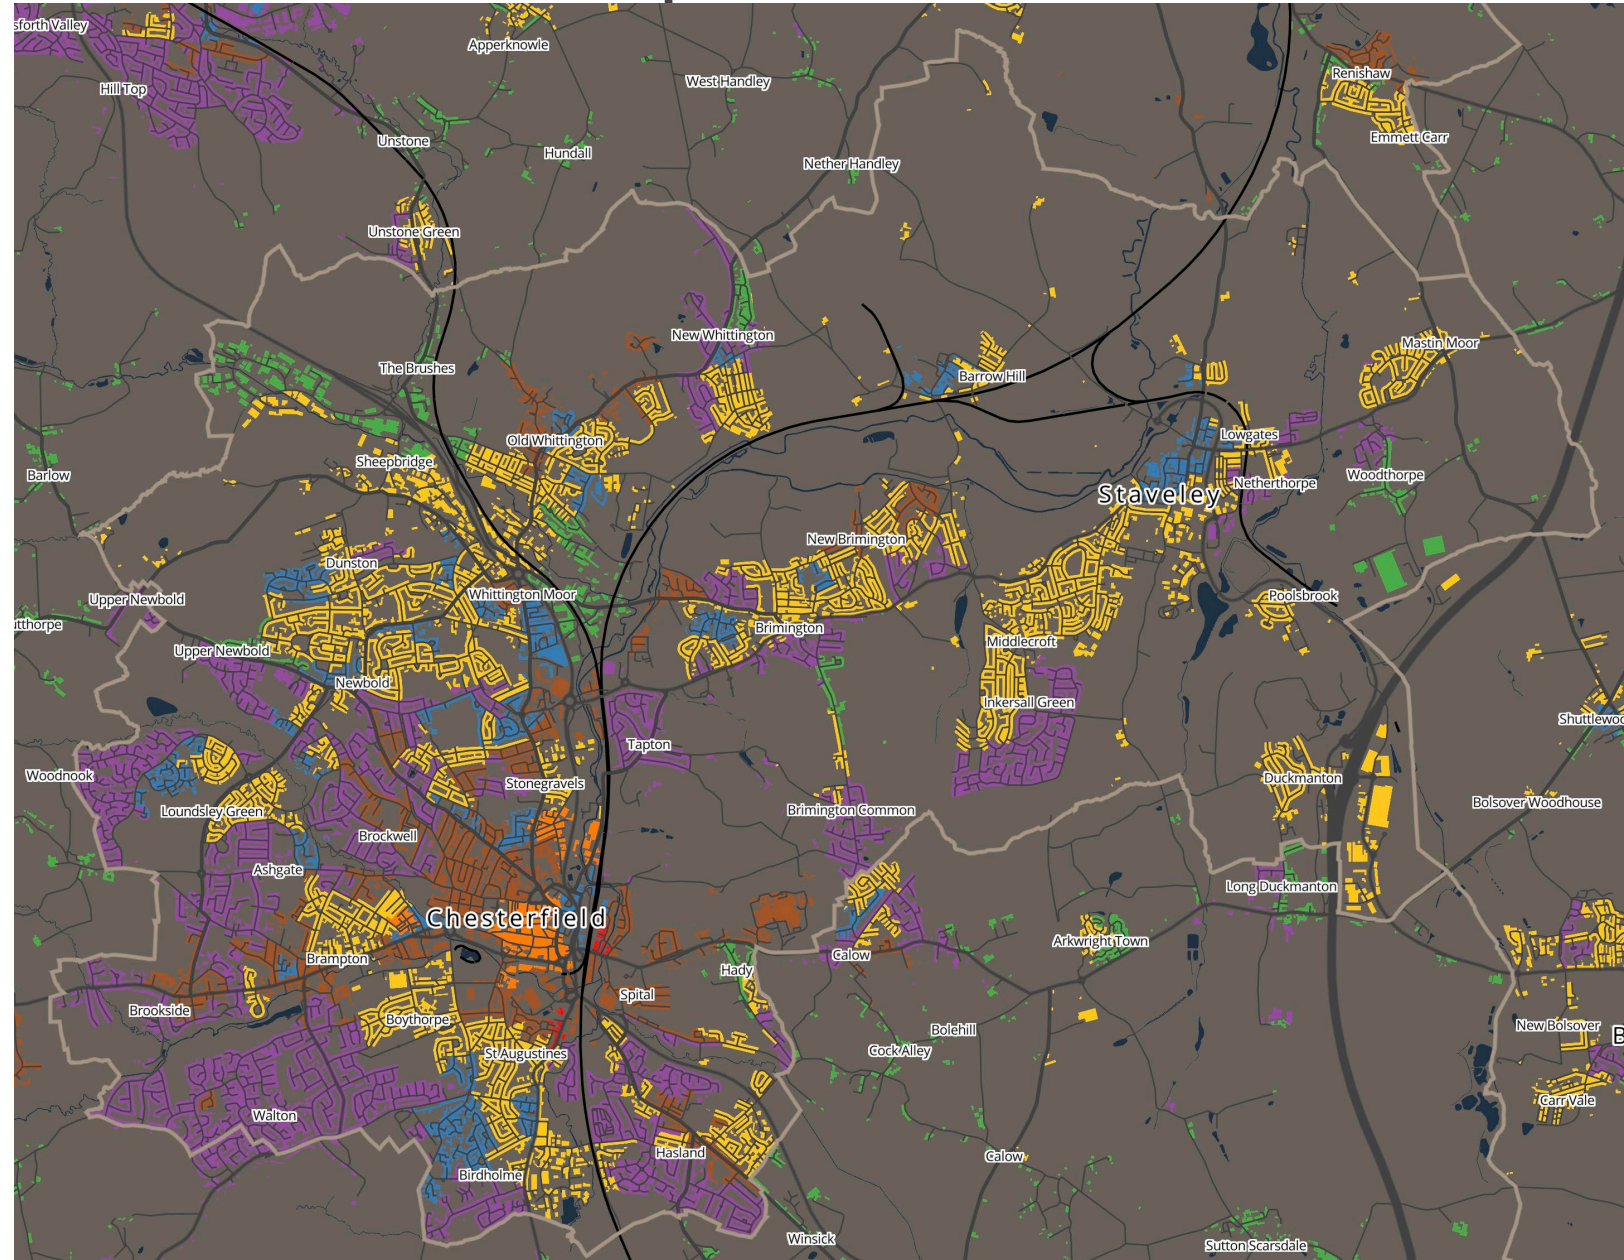 sforth Valley
Apperknowle
Renishaw
West Handley
Hill Top
Emmett Carr
Unstone
Hundall
Nether Handley
Unstone Green
New Whittington
Mastin Moor
The Brushes
Barrow Hill
Old Whittington
Lowgates
Sheepbridge
Barlow
Woodthorpe
Netherthorpe
Staveley
New Brimington
Dunston
Whittington Moor
Poolsbrook
Upper Newbold
utthorpe
Brimington
Middlecroft
Upper Newbold
Newbold
Inkersall Green
Shuttlewoo
Tapton
Woodnook
Duckmanton
Stonegravels
Bolsover Woodhouse
Loundsley Green
Brimington Common
Brockwell
Ashgate
Long Duckmanton
Chesterfield
Arkwright Town
Calow
Brampton
Hady
Spital
Brookside
Boythorpe
New Bolsover
Bolehill
B
St Augustines
Cock Alley
Carr Vale
Walton
Hasland
Calow
Birdholme
Winsick
Sutton Scarsdale